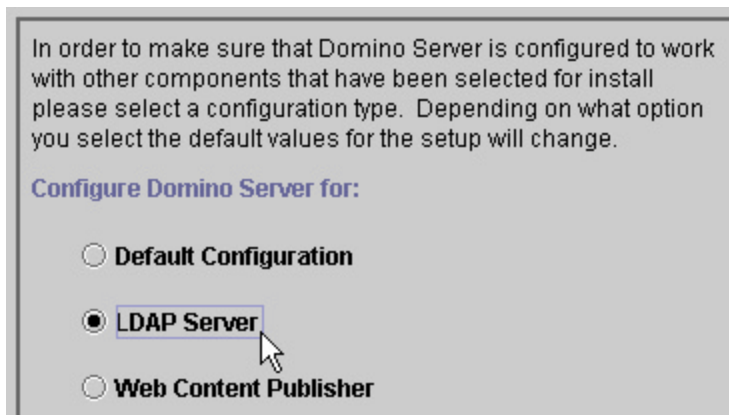 In order to make sure that Domino Server is configured to work
with other components that have been selected for install
please select a configuration type.  Depending on what option
you select the default values for the setup will change.
Configure Domino Server for:
Default Configuration
LDAP Server
Web Content Publisher